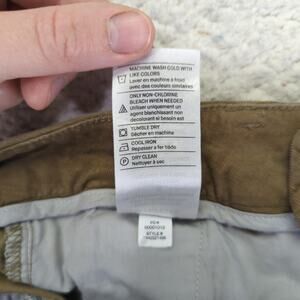 MACHINE WASH COLD WITH
LIKE COLORS
Laver en machine à froid
avec des couleurs similaires
ONLY NON-CHLORINE
BLEACH WHEN NEEDED
Utiliser uniquement un
agent blanchissant non
décolorant si besoin est
TUMBLE DRY
Sécher en machine
COOL IRON
Repasser à fer tiède
DRY CLEAN
Nettoyer à sec
STYLE #